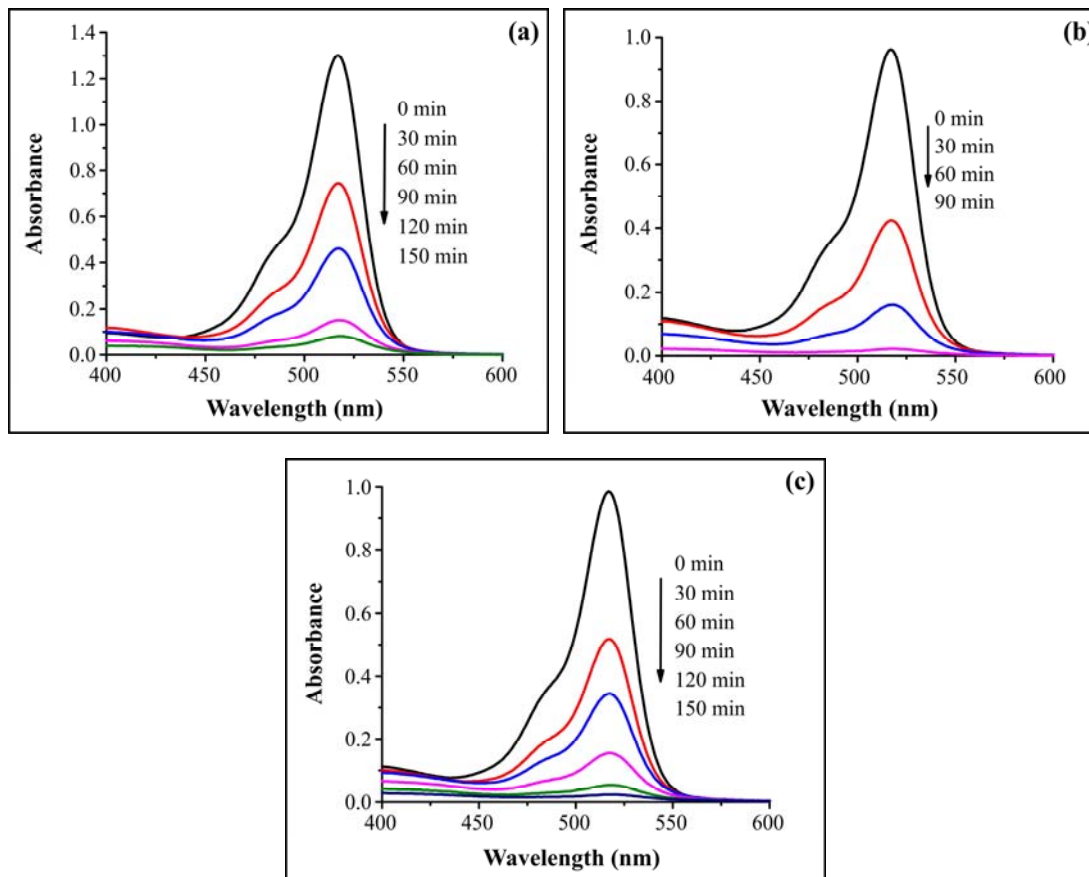 (a)
1.4
1.2
1.0
0.8
0.6
0.4
0.2
0.0
Absorbance
0 min
30 min
60 min
90 min
120 min
150 min
400 450 500 550 600
Wavelength (nm)
(b)
1.0
0.8
0.6
0.4
0.2
0.0
Absorbance
0 min
30 min
60 min
90 min
400 450 500 550 600
Wavelength (nm)
(c)
1.0
0.8
0.6
0.4
0.2
0.0
Absorbance
0 min
30 min
60 min
90 min
120 min
150 min
400 450 500 550 600
Wavelength (nm)